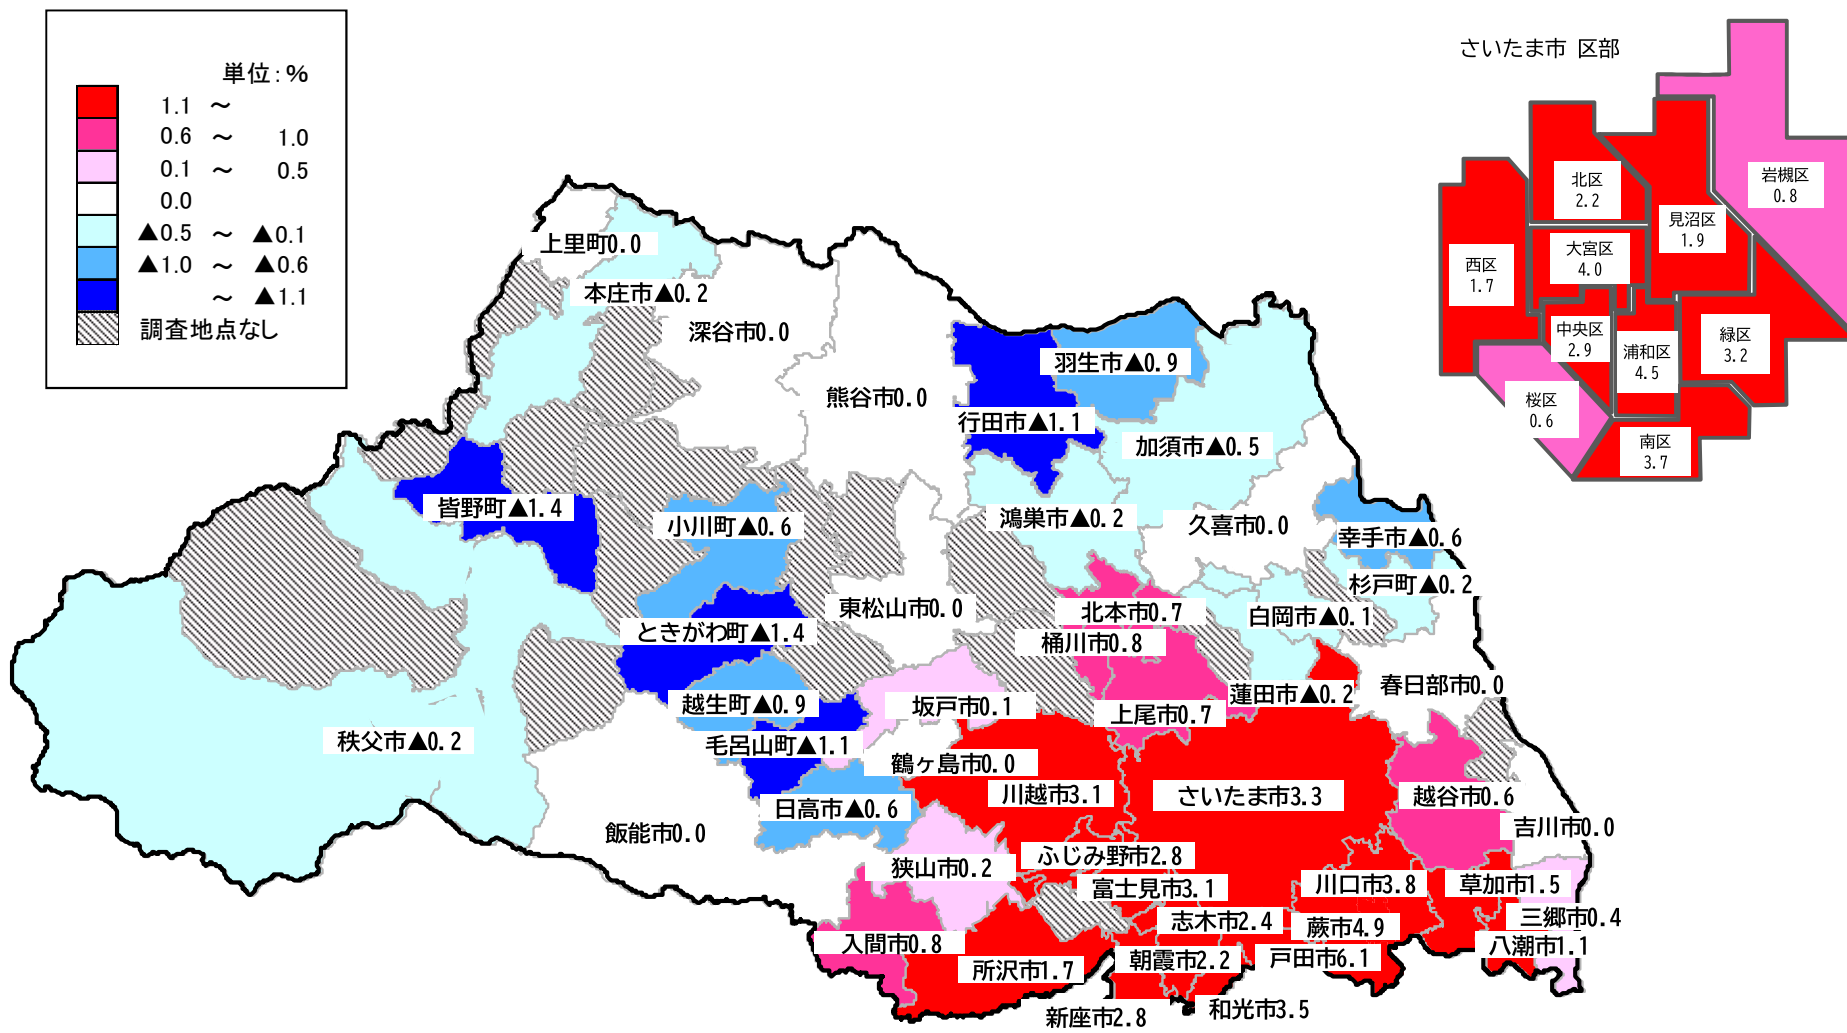 単位：%
1.1 ～
0.6 ～ 1.0
0.1 ～ 0.5
0.0
▲0.5 ～ ▲0.1
▲1.0 ～ ▲0.6
～ ▲1.1
調査地点なし
さいたま市 区部
岩槻区
0.8
北区
2.2
見沼区
1.9
大宮区
4.0
西区
1.7
中央区
2.9
浦和区
4.5
緑区
3.2
桜区
0.6
南区
3.7
上里町0.0
本庄市▲0.2
深谷市0.0
熊谷市0.0
羽生市▲0.9
行田市▲1.1
加須市▲0.5
皆野町▲1.4
小川町▲0.6
鴻巣市▲0.2
久喜市0.0
幸手市▲0.6
杉戸町▲0.2
東松山市0.0
北本市0.7
白岡市▲0.1
ときがわ町▲1.4
桶川市0.8
春日部市0.0
蓮田市▲0.2
越生町▲0.9
坂戸市0.1
上尾市0.7
秩父市▲0.2
毛呂山町▲1.1
鶴ヶ島市0.0
川越市3.1
さいたま市3.3
越谷市0.6
日高市▲0.6
飯能市0.0
吉川市0.0
ふじみ野市2.8
狭山市0.2
富士見市3.1
川口市3.8
草加市1.5
志木市2.4
蕨市4.9
三郷市0.4
入間市0.8
八潮市1.1
所沢市1.7
朝霞市2.2
戸田市6.1
新座市2.8
和光市3.5